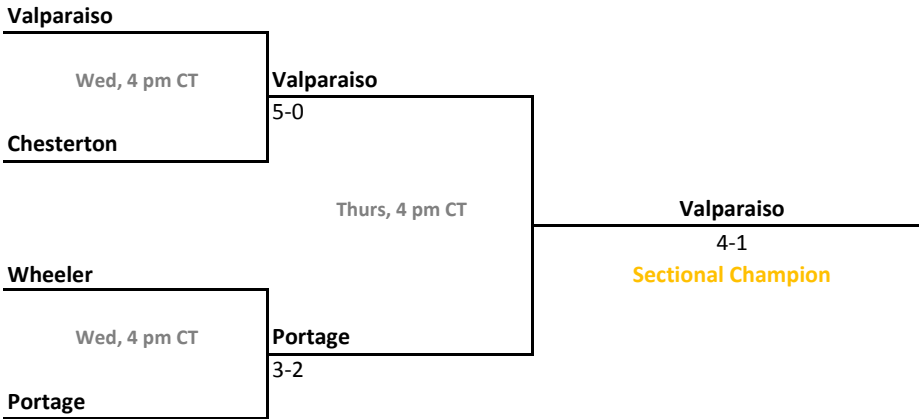 Valparaiso
Wed, 4 pm CT
Valparaiso
5-0
Chesterton
Thurs, 4 pm CT
Valparaiso
4-1
Sectional Champion
Wheeler
Wed, 4 pm CT
Portage
3-2
Portage